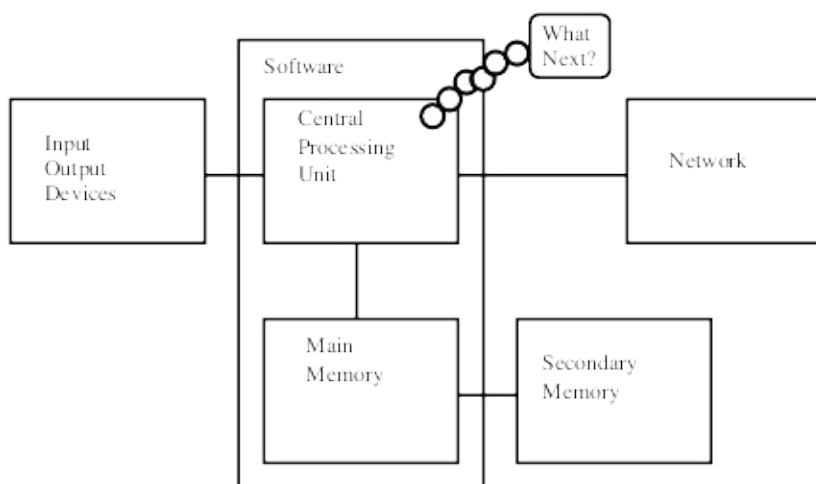 What
Next?
Software
Input
Output
Devices
Central
Processing
Unit
Network
Main
Memory
Secondary
Memory